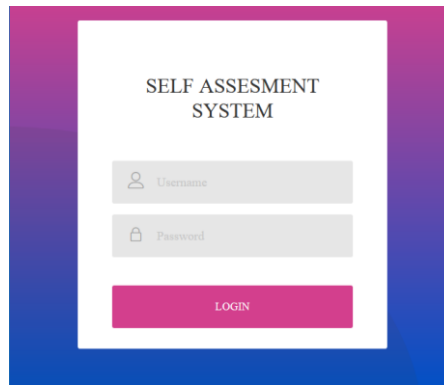 SELF ASSESMENT
SYSTEM
Username
Password
LOGIN